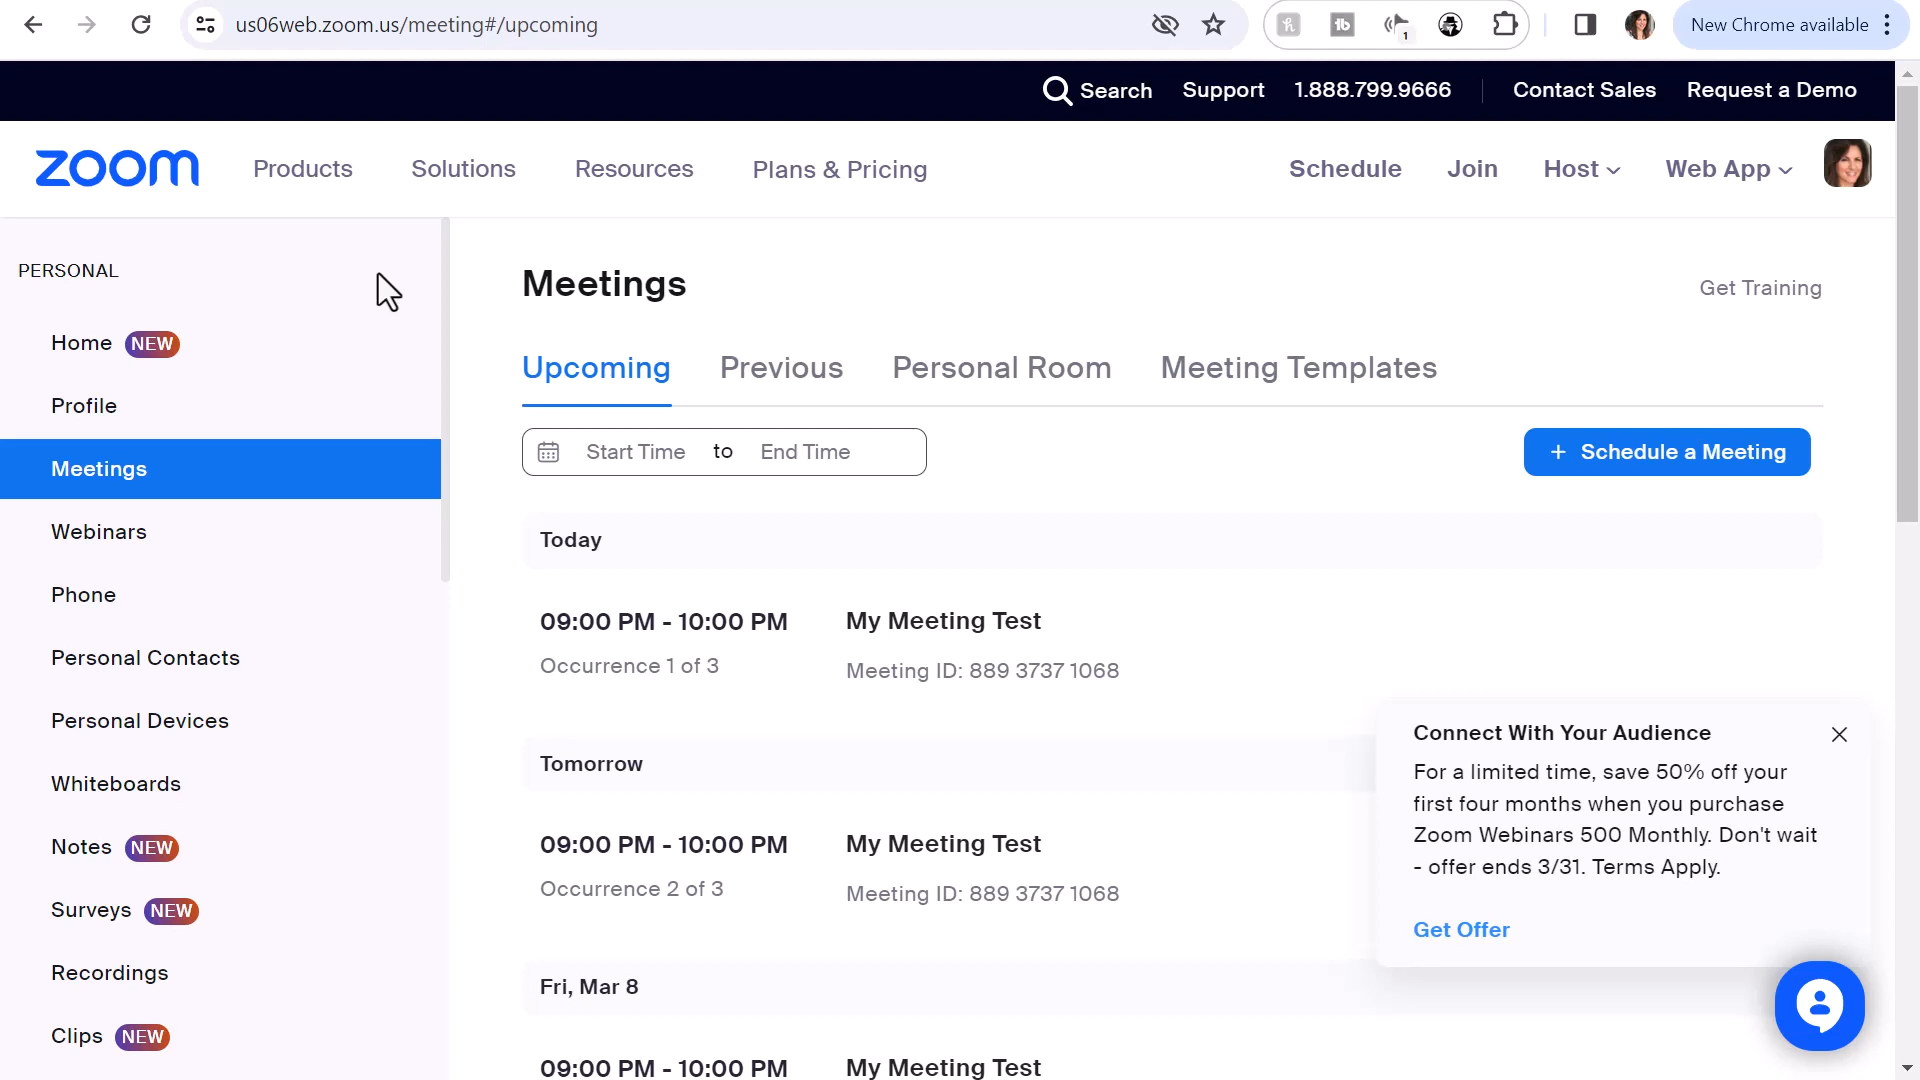 us06web.zoom.us/meeting#/upcoming
1
New Chrome available
Search
Support
1.888.799.9666
Contact Sales
Request a Demo
zoom
Products
Solutions
Resources
Plans & Pricing
Schedule
Join
Host
Web App
PERSONAL
Home NEW
Profile
Meetings
Webinars
Phone
Personal Contacts
Personal Devices
Whiteboards
Notes NEW
Surveys NEW
Recordings
Clips NEW
Meetings
Get Training
Upcoming
Previous
Personal Room
Meeting Templates
Start Time to End Time
+ Schedule a Meeting
Today
09:00 PM - 10:00 PM
My Meeting Test
Occurrence 1 of 3
Meeting ID: 889 3737 1068
Tomorrow
09:00 PM - 10:00 PM
My Meeting Test
Occurrence 2 of 3
Meeting ID: 889 3737 1068
Fri, Mar 8
09:00 PM - 10:00 PM
My Meeting Test
Connect With Your Audience
For a limited time, save 50% off your
first four months when you purchase
Zoom Webinars 500 Monthly. Don't wait
- offer ends 3/31. Terms Apply.
Get Offer